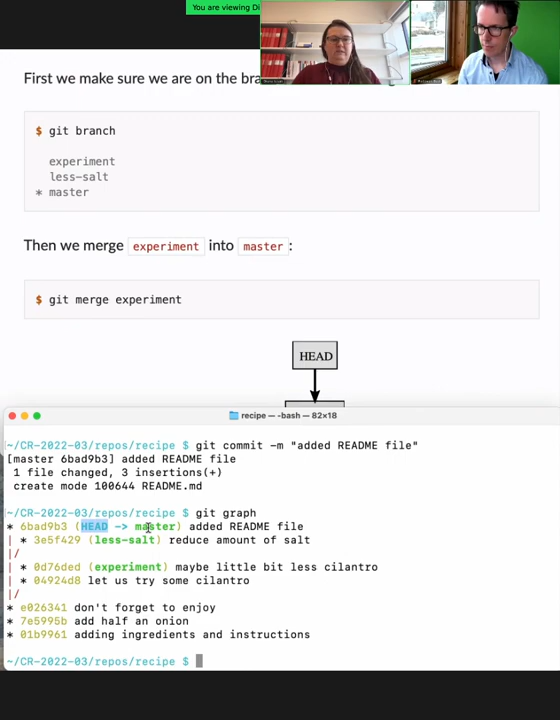 You are viewing Di
First we make sure we are on the bra
$ git branch
experiment
less-salt
* master
Then we merge experiment into master :
$ git merge experiment
HEAD
recipe — -bash — 82×18
~/CR-2022-03/repos/recipe $ git commit -m "added README file"
[master 6bad9b3] added README file
1 file changed, 3 insertions(+)
create mode 100644 README.md
~/CR-2022-03/repos/recipe $ git graph
* 6bad9b3 (HEAD -> master) added README file
| * 3e5f429 (less-salt) reduce amount of salt
|/
| * 0d76ded (experiment) maybe little bit less cilantro
| * 04924d8 let us try some cilantro
|/
* e026341 don't forget to enjoy
* 7e5995b add half an onion
* 01b9961 adding ingredients and instructions
~/CR-2022-03/repos/recipe $